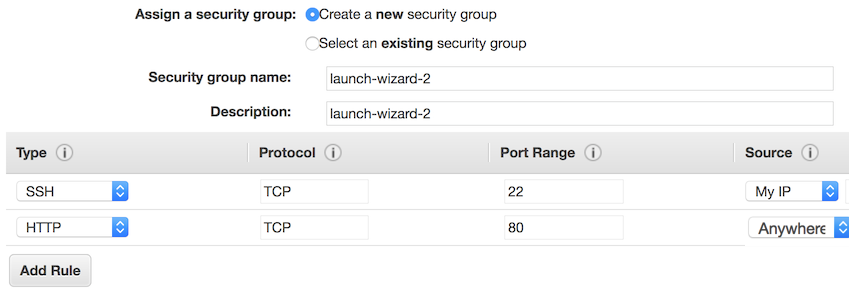 Assign a security group: Create a new security group
Select an existing security group
Security group name: launch-wizard-2
Description: launch-wizard-2
Type i Protocol i Port Range i Source i
SSH TCP 22 My IP
HTTP TCP 80 Anywhere
Add Rule